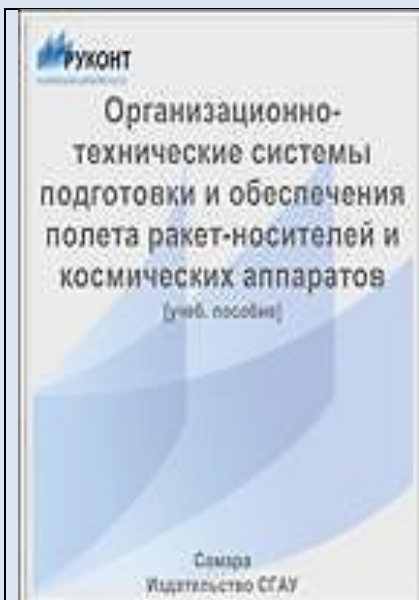 РУКОНТ
Организационно-
технические системы
подготовки и обеспечения
полета ракет-носителей и
космических аппаратов
(учеб. пособие)
Самара
Издательство СГАУ